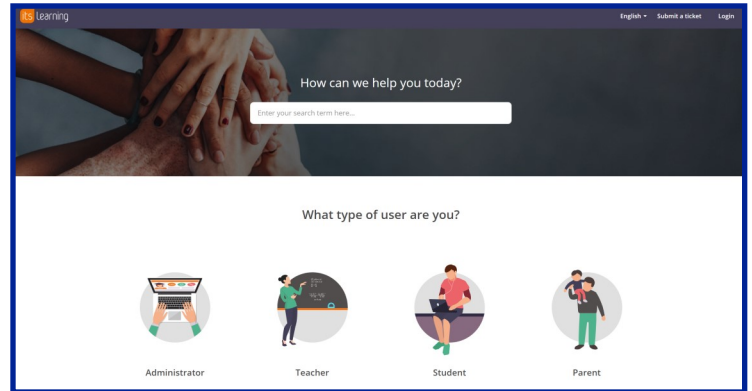 its Learning
English
Submit a ticket
Login
How can we help you today?
Enter your search term here...
What type of user are you?
Administrator
Teacher
Student
Parent